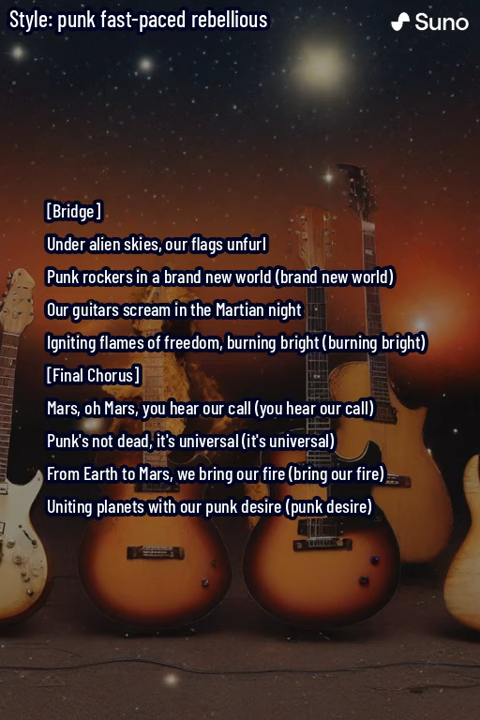 Style: punk fast-paced rebellious
Suno
[Bridge]
Under alien skies, our flags unfurl
Punk rockers in a brand new world (brand new world)
Our guitars scream in the Martian night
Igniting flames of freedom, burning bright (burning bright)
[Final Chorus]
Mars, oh Mars, you hear our call (you hear our call)
Punk's not dead, it's universal (it's universal)
From Earth to Mars, we bring our fire (bring our fire)
Uniting planets with our punk desire (punk desire)